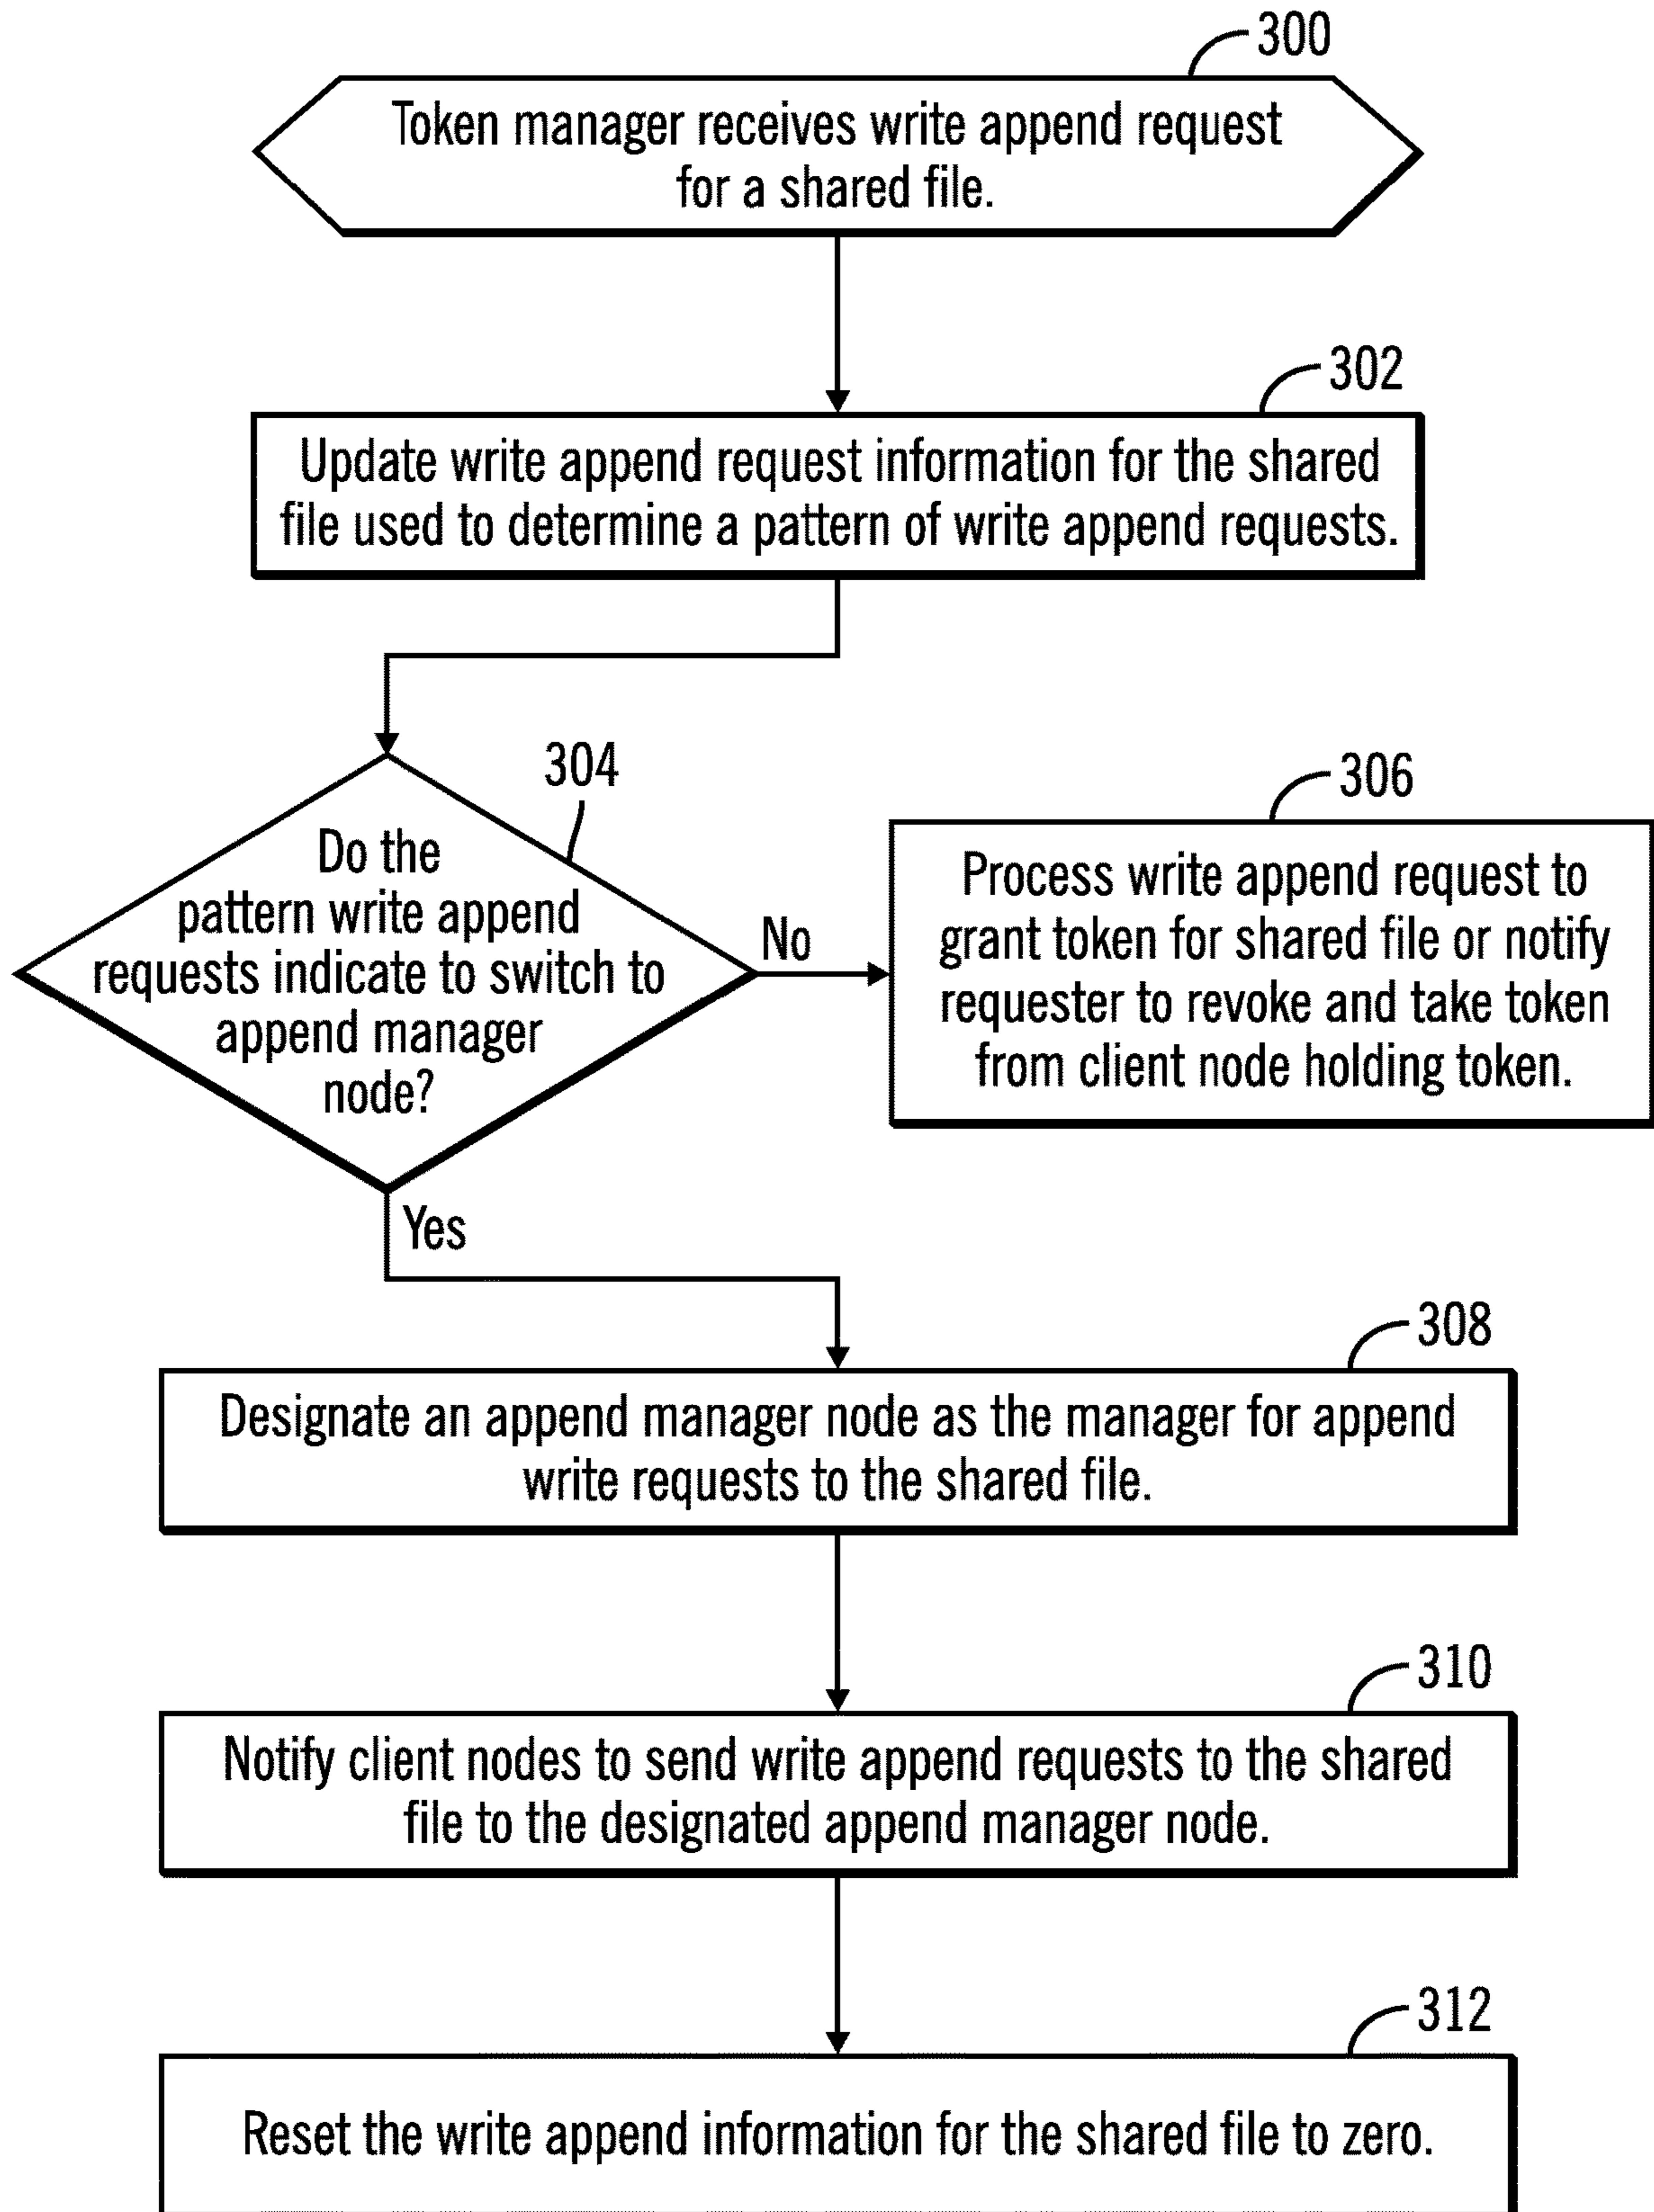 300
Token manager receives write append request
for a shared file.
302
Update write append request information for the shared
file used to determine a pattern of write append requests.
304
Do the
pattern write append
requests indicate to switch to
append manager
node?
No
306
Process write append request to
grant token for shared file or notify
requester to revoke and take token
from client node holding token.
Yes
308
Designate an append manager node as the manager for append
write requests to the shared file.
310
Notify client nodes to send write append requests to the shared
file to the designated append manager node.
312
Reset the write append information for the shared file to zero.